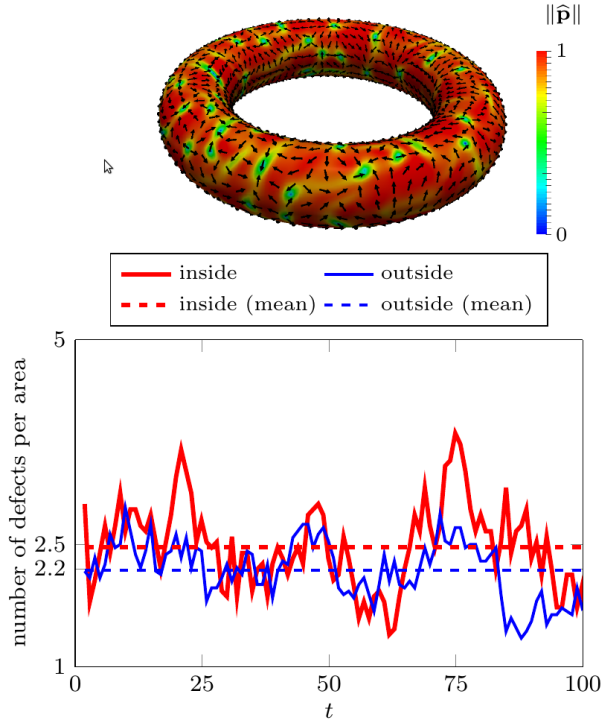 ‖p̂‖
1
0
inside outside
inside (mean) outside (mean)
5
2.5
2.2
1
number of defects per area
0 25 50 75 100
t